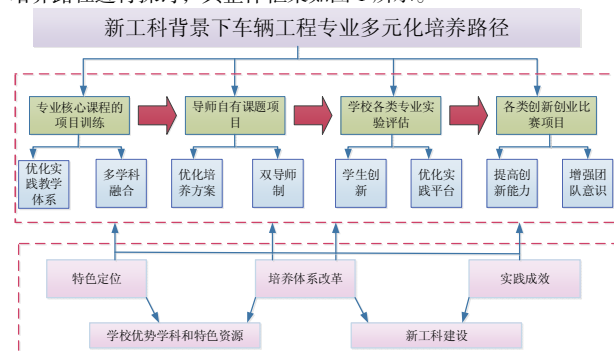 新工科背景下车辆工程专业多元化培养路径
专业核心课程的
项目训练
导师自有课题项
目
学校各类专业实
验评估
各类创新创业比
赛项目
优化实
践教学
体系
多学科
融合
优化培
养方案
双导师
制
学生创
新
优化实
践平台
提高创
新能力
增强团
队意识
特色定位
培养体系改革
实践成效
学校优势学科和特色资源
新工科建设